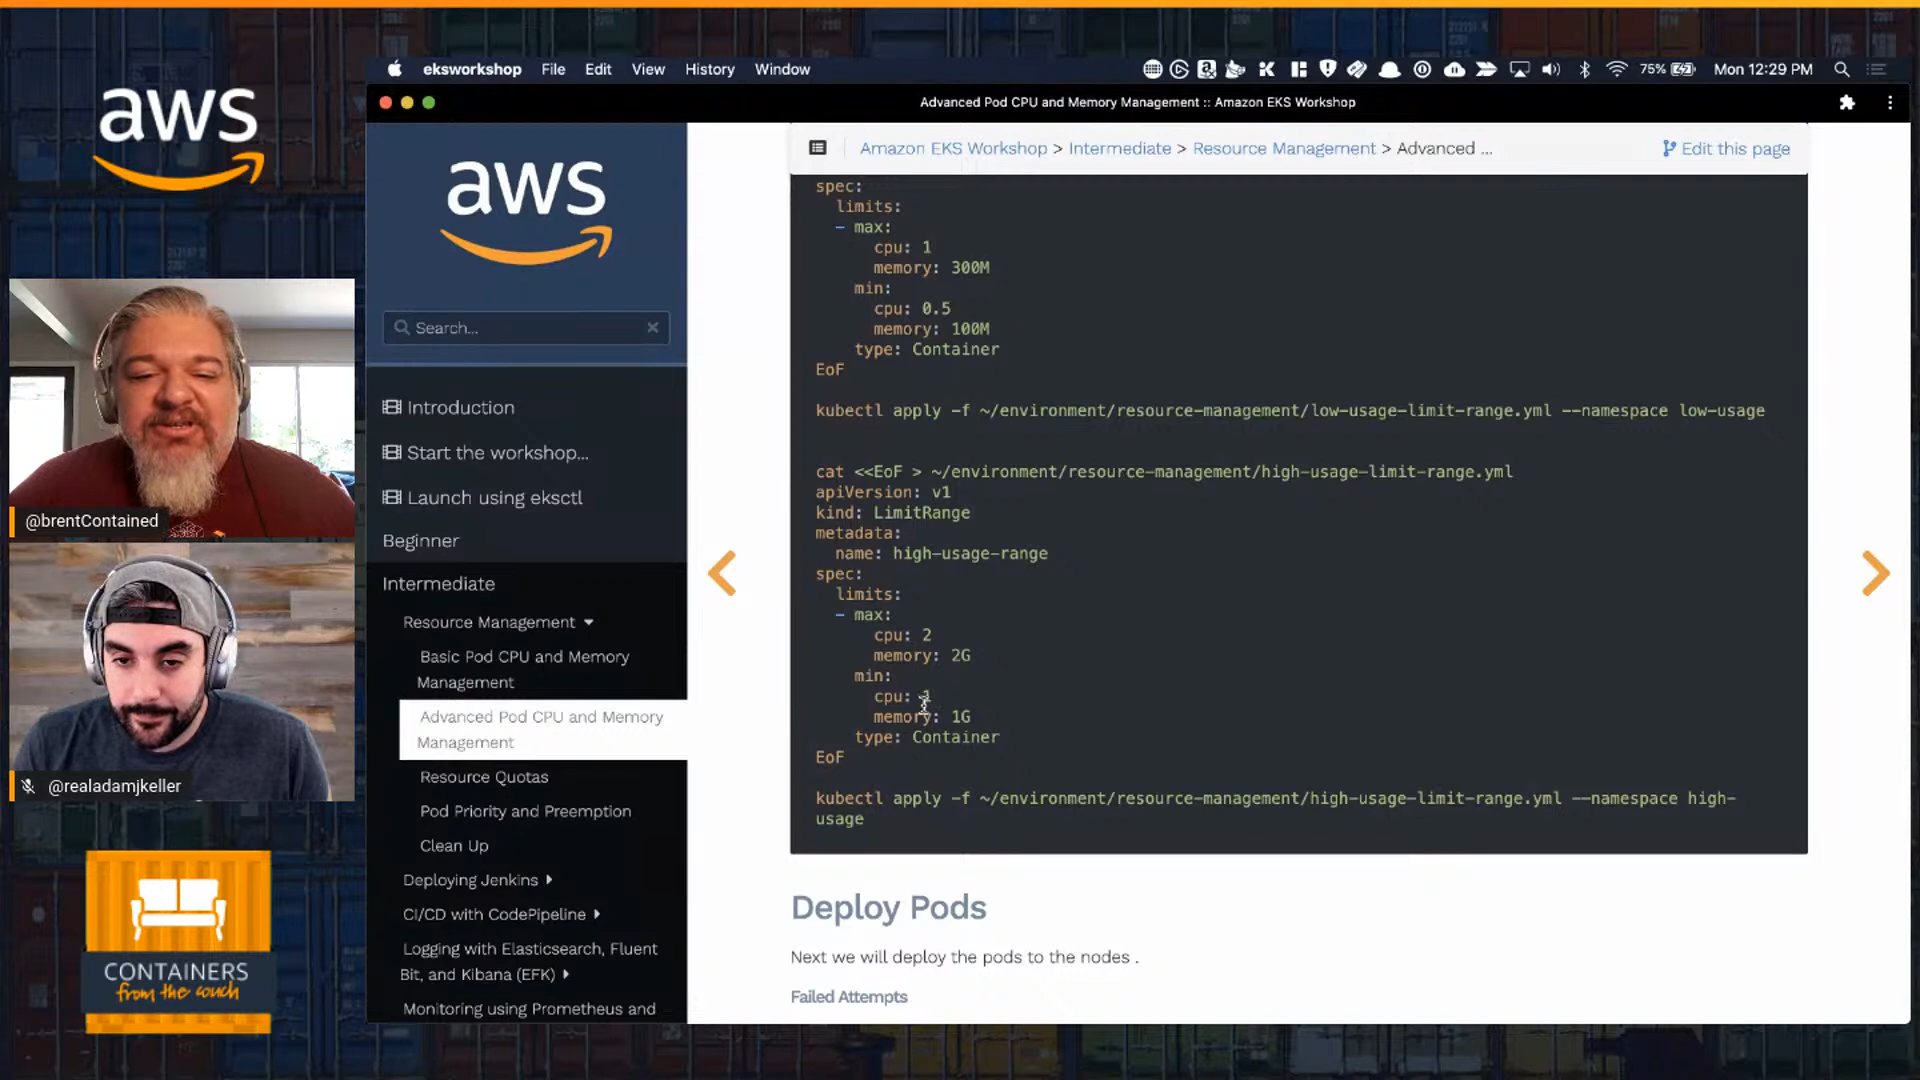 aws
@brentContained
@realadamjkeller
CONTAINERS
from the couch
eksworkshop File Edit View History Window
75% Mon 12:29 PM
Advanced Pod CPU and Memory Management :: Amazon EKS Workshop
aws
Search...
Introduction
Start the workshop...
Launch using eksctl
Beginner
Intermediate
Resource Management
Basic Pod CPU and Memory
Management
Advanced Pod CPU and Memory
Management
Resource Quotas
Pod Priority and Preemption
Clean Up
Deploying Jenkins
CI/CD with CodePipeline
Logging with Elasticsearch, Fluent
Bit, and Kibana (EFK)
Monitoring using Prometheus and
Amazon EKS Workshop > Intermediate > Resource Management > Advanced ... Edit this page
spec:
limits:
- max:
cpu: 1
memory: 300M
min:
cpu: 0.5
memory: 100M
type: Container
EoF
kubectl apply -f ~/environment/resource-management/low-usage-limit-range.yml --namespace low-usage
cat <<EoF > ~/environment/resource-management/high-usage-limit-range.yml
apiVersion: v1
kind: LimitRange
metadata:
name: high-usage-range
spec:
limits:
- max:
cpu: 2
memory: 2G
min:
cpu: 1
memory: 1G
type: Container
EoF
kubectl apply -f ~/environment/resource-management/high-usage-limit-range.yml --namespace high-
usage
Deploy Pods
Next we will deploy the pods to the nodes .
Failed Attempts